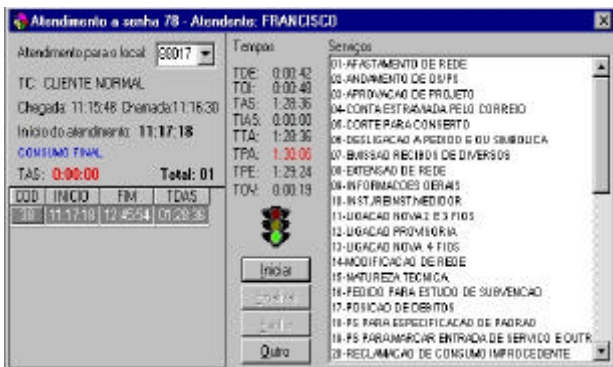 Atendimento a senha 78 - Atendente: FRANCISCO
Atendimento para o local: 00017
TC: CLIENTE NORMAL
Chegada: 11:15:48 Chamada: 11:16:30
Início do atendimento: 11:17:18
CONSUMO FINAL
TAS: 0:00:00 Total: 01
COD INICIO FIM TDAS
11:17:18 12:45:54 01:28:36
Tempos
TDE: 0:00:42
TOI: 0:00:48
TAS: 1:28:36
TIAS: 0:00:00
TTA: 1:28:36
TPA: 1:30:06
TPE: 1:29:24
TOV: 0:00:19
Iniciar
Outro
Serviços
01-AFASTAMENTO DE REDE
02-ANDAMENTO DE OS/PS
03-APROVACAO DE PROJETO
04-CONTA ESTRAVIADA PELO CORREIO
05-CORTE PARA CONSERTO
06-DESLIGACAO A PEDIDO E OU SIMBOLICA
07-EMISSAO RECIBOS DE DIVERSOS
08-EXTENSAO DE REDE
09-INFORMACOES GERAIS
10-INST./REINST.MEDIDOR
11-LIGACAO NOVA 2 E 3 FIOS
12-LIGACAO PROVISORIA
13-LIGACAO NOVA 4 FIOS
14-MODIFICACAO DE REDE
15-NATUREZA TECNICA
16-PEDIDO PARA ESTUDO DE SUBVENCAO
17-POSICAO DE DEBITOS
18-PS PARA ESPECIFICACAO DE PADRAO
19-PS PARA MARCAR ENTRADA DE SERVICO E OUTR
20-RECLAMACAO DE CONSUMO IMPROCEDENTE